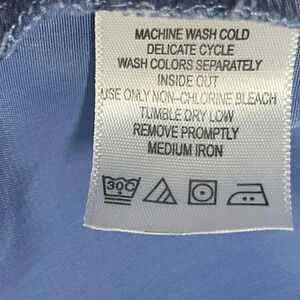 MACHINE WASH COLD
DELICATE CYCLE
WASH COLORS SEPARATELY
INSIDE OUT
USE ONLY NON-CHLORINE BLEACH
TUMBLE DRY LOW
REMOVE PROMPTLY
MEDIUM IRON
30C